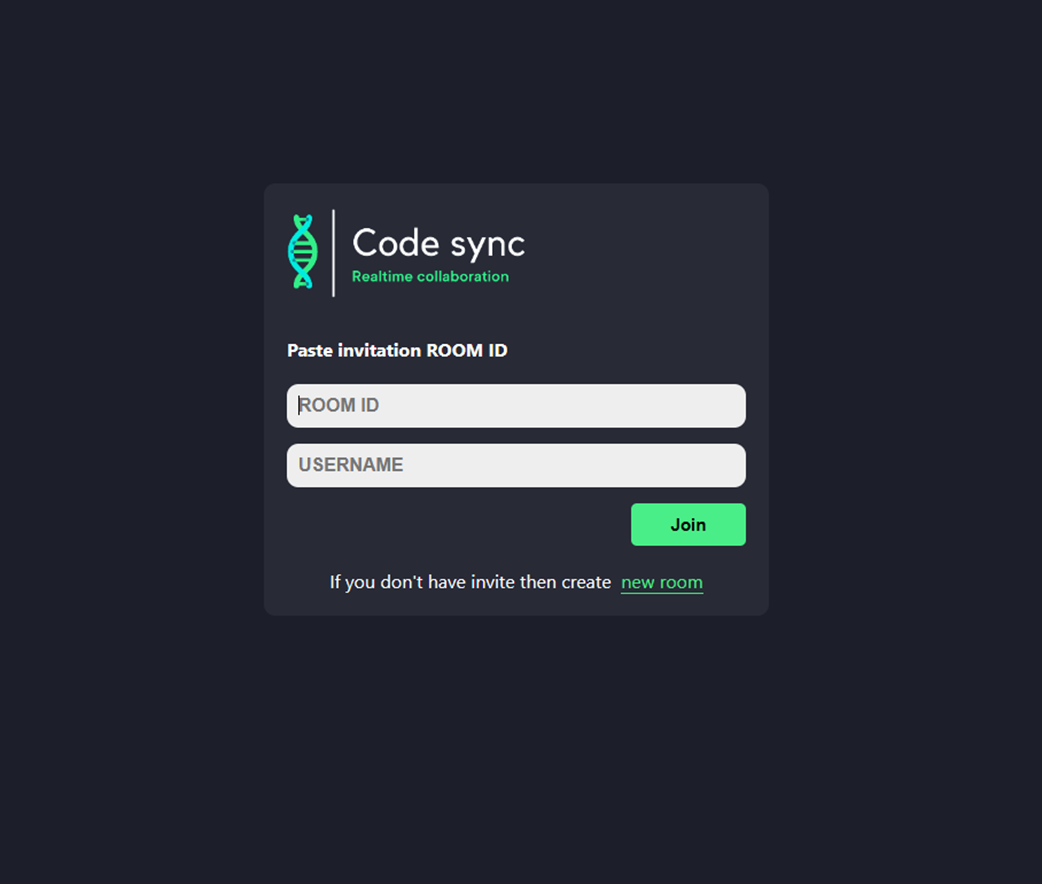 Code sync
Realtime collaboration
Paste invitation ROOM ID
ROOM ID
USERNAME
Join
If you don't have invite then create new room